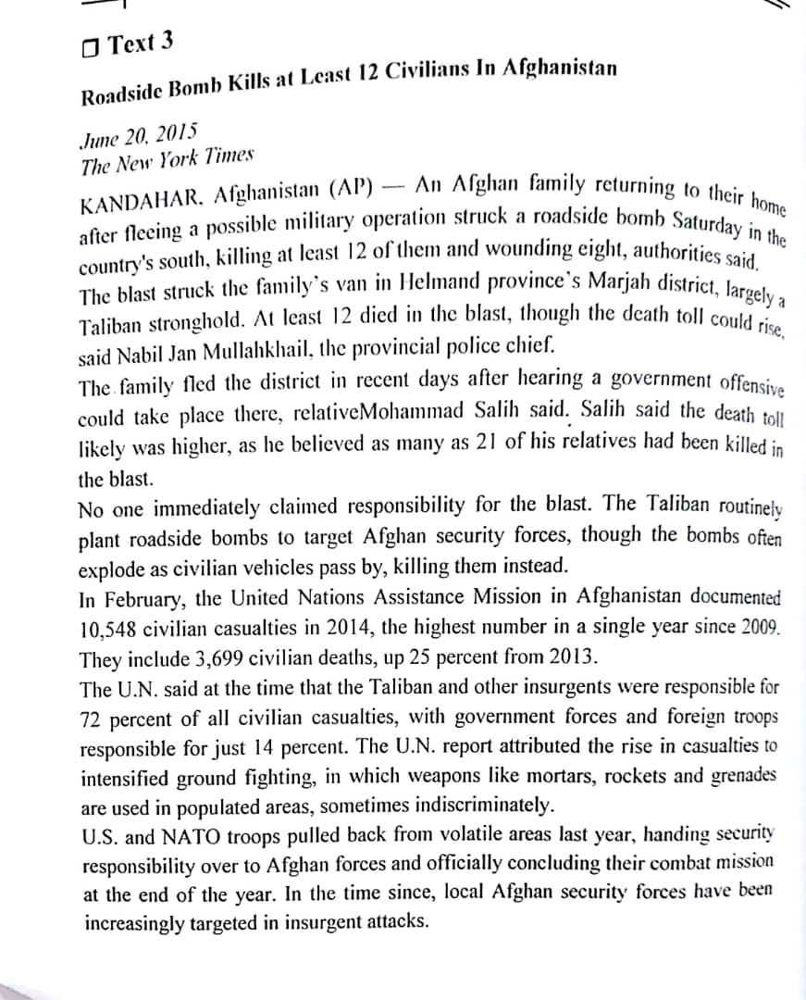 ☐ Text 3
Roadside Bomb Kills at Least 12 Civilians In Afghanistan
June 20, 2015
The New York Times
KANDAHAR, Afghanistan (AP) — An Afghan family returning to their home
after fleeing a possible military operation struck a roadside bomb Saturday in the
country's south, killing at least 12 of them and wounding eight, authorities said.
The blast struck the family's van in Helmand province's Marjah district, largely a
Taliban stronghold. At least 12 died in the blast, though the death toll could rise,
said Nabil Jan Mullahkhail, the provincial police chief.
The family fled the district in recent days after hearing a government offensive
could take place there, relativeMohammad Salih said. Salih said the death toll
likely was higher, as he believed as many as 21 of his relatives had been killed in
the blast.
No one immediately claimed responsibility for the blast. The Taliban routinely
plant roadside bombs to target Afghan security forces, though the bombs often
explode as civilian vehicles pass by, killing them instead.
In February, the United Nations Assistance Mission in Afghanistan documented
10,548 civilian casualties in 2014, the highest number in a single year since 2009.
They include 3,699 civilian deaths, up 25 percent from 2013.
The U.N. said at the time that the Taliban and other insurgents were responsible for
72 percent of all civilian casualties, with government forces and foreign troops
responsible for just 14 percent. The U.N. report attributed the rise in casualties to
intensified ground fighting, in which weapons like mortars, rockets and grenades
are used in populated areas, sometimes indiscriminately.
U.S. and NATO troops pulled back from volatile areas last year, handing security
responsibility over to Afghan forces and officially concluding their combat mission
at the end of the year. In the time since, local Afghan security forces have been
increasingly targeted in insurgent attacks.